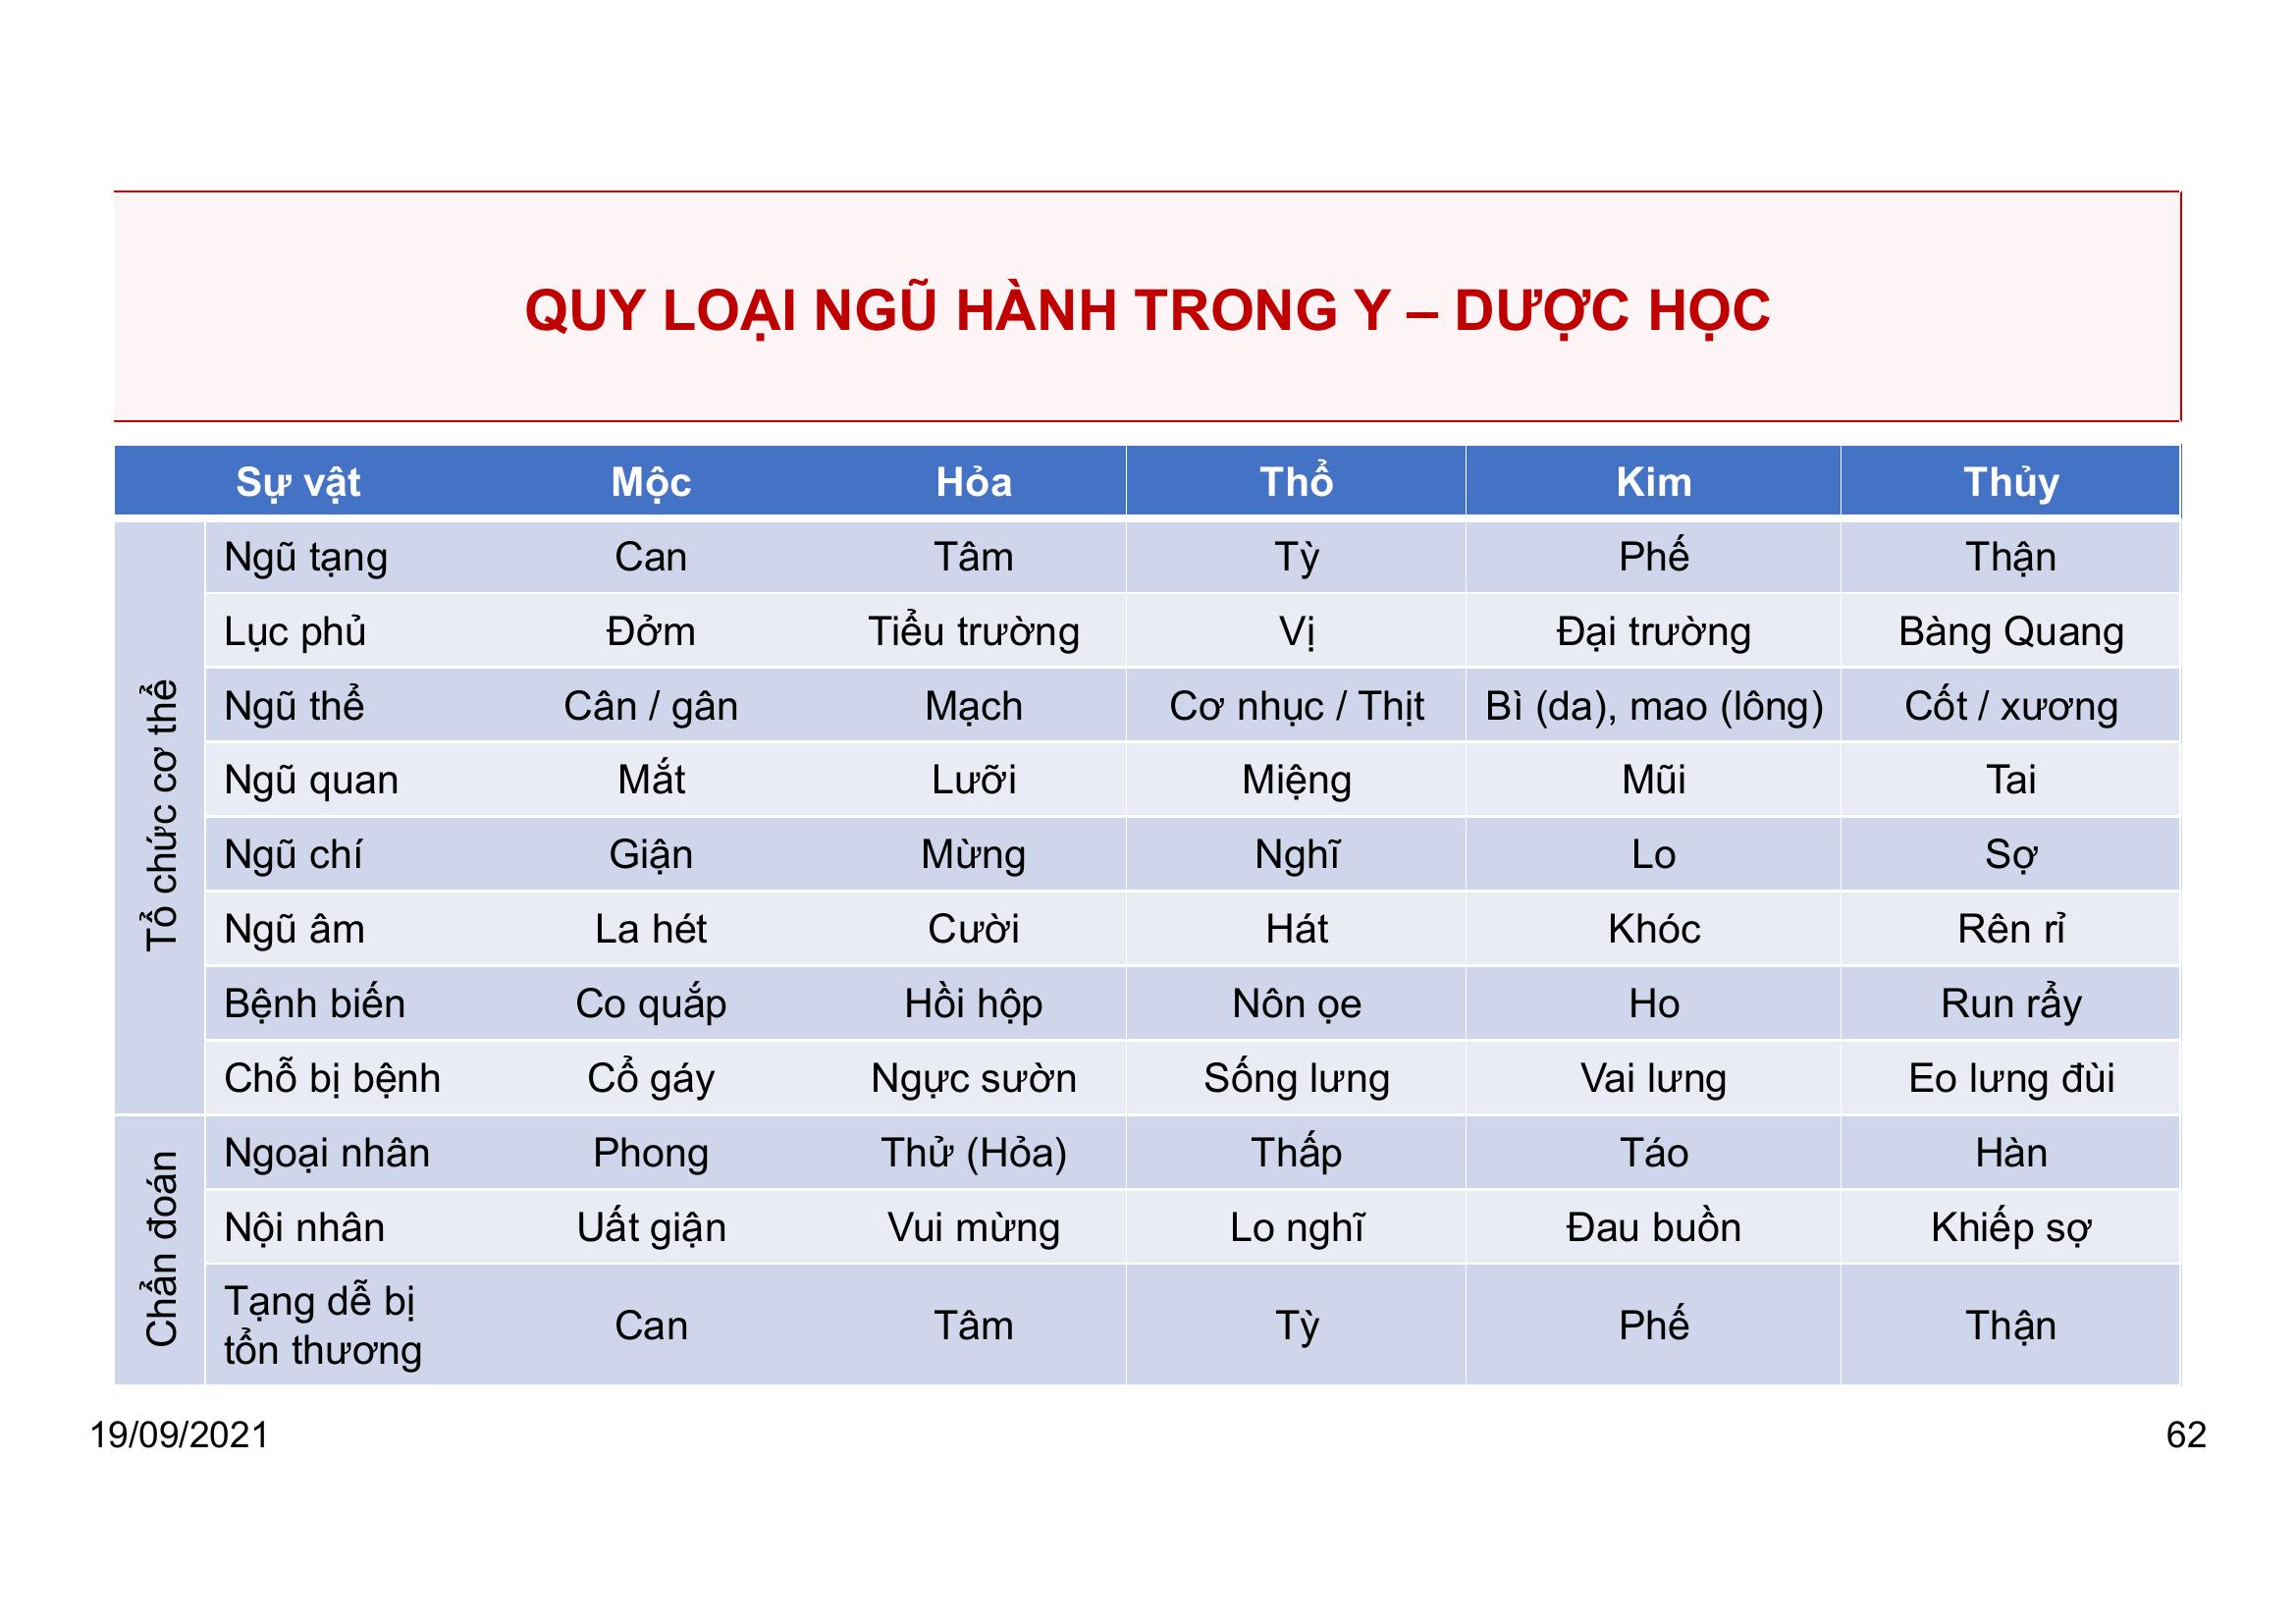 QUY LOẠI NGŨ HÀNH TRONG Y – DƯỢC HỌC
Sự vật Mộc Hỏa Thổ Kim Thủy
Tổ chức cơ thể
Ngũ tạng Can Tâm Tỳ Phế Thận
Lục phủ Đởm Tiểu trường Vị Đại trường Bàng Quang
Ngũ thể Cân / gân Mạch Cơ nhục / Thịt Bì (da), mao (lông) Cốt / xương
Ngũ quan Mắt Lưỡi Miệng Mũi Tai
Ngũ chí Giận Mừng Nghĩ Lo Sợ
Ngũ âm La hét Cười Hát Khóc Rên rỉ
Bệnh biến Co quắp Hồi hộp Nôn ọe Ho Run rẩy
Chỗ bị bệnh Cổ gáy Ngực sườn Sống lưng Vai lưng Eo lưng đùi
Chẩn đoán
Ngoại nhân Phong Thử (Hỏa) Thấp Táo Hàn
Nội nhân Uất giận Vui mừng Lo nghĩ Đau buồn Khiếp sợ
Tạng dễ bị
tổn thương Can Tâm Tỳ Phế Thận
19/09/2021 62